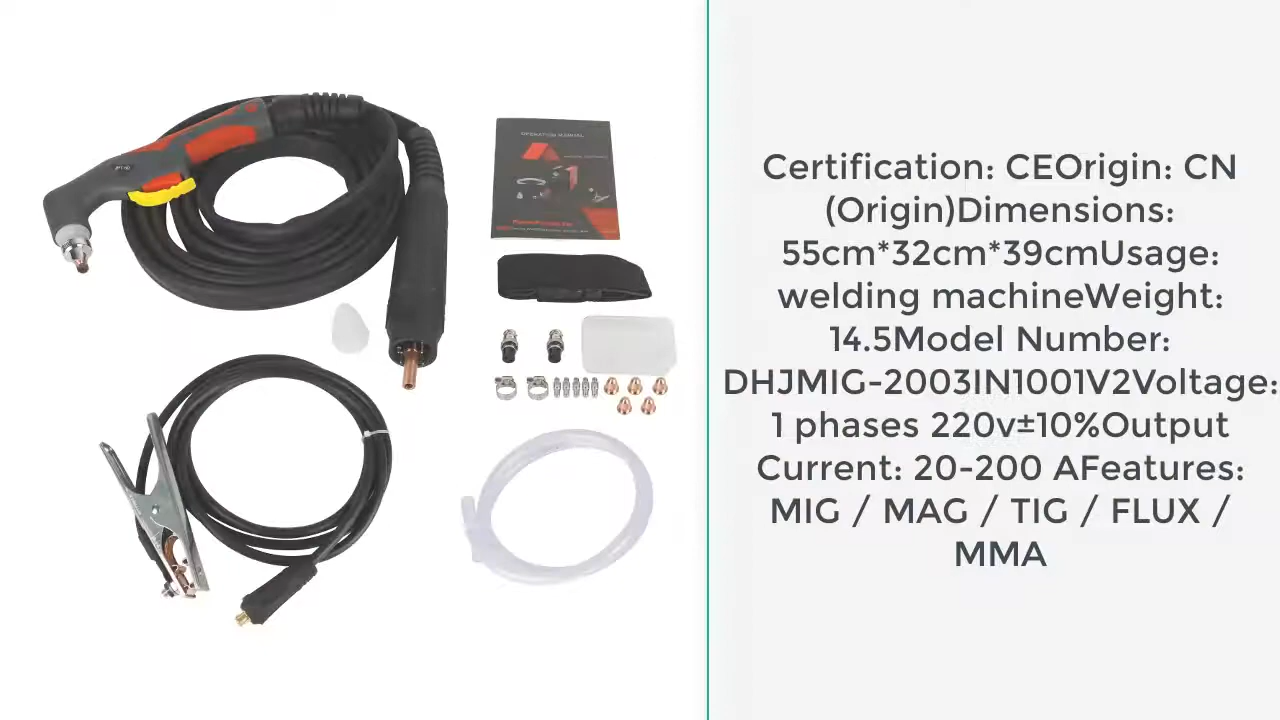 OPERATION MANUAL
Certification: CEOrigin: CN
(Origin)Dimensions:
55cm*32cm*39cmUsage:
welding machineWeight:
14.5Model Number:
DHJMIG-2003IN1001V2Voltage:
1 phases 220v±10%Output
Current: 20-200 AFeatures:
MIG / MAG / TIG / FLUX /
MMA